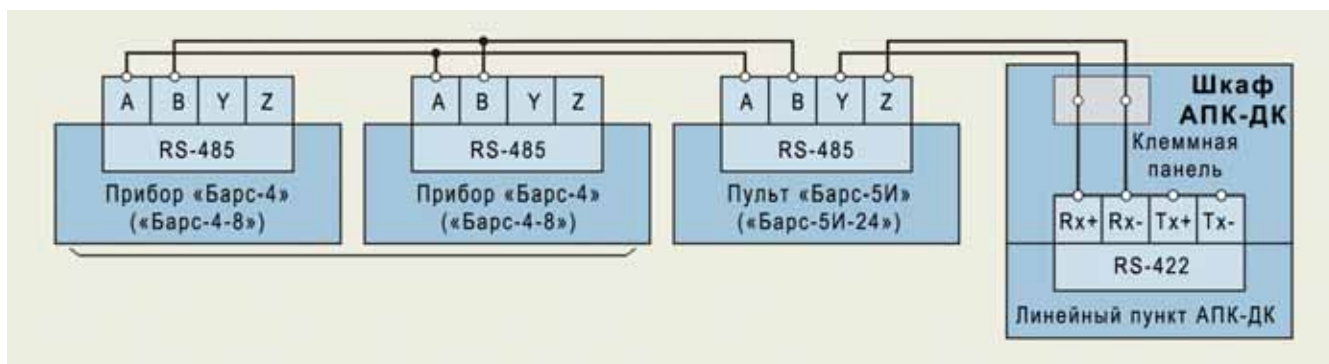 A B Y Z
RS-485
Прибор «Барс-4»
(«Барс-4-8»)
A B Y Z
RS-485
Прибор «Барс-4»
(«Барс-4-8»)
A B Y Z
RS-485
Пульт «Барс-5И»
(«Барс-5И-24»)
Шкаф
АПК-ДК
Клеммная
панель
Rx+ Rx- Tx+ Tx-
RS-422
Линейный пункт АПК-ДК